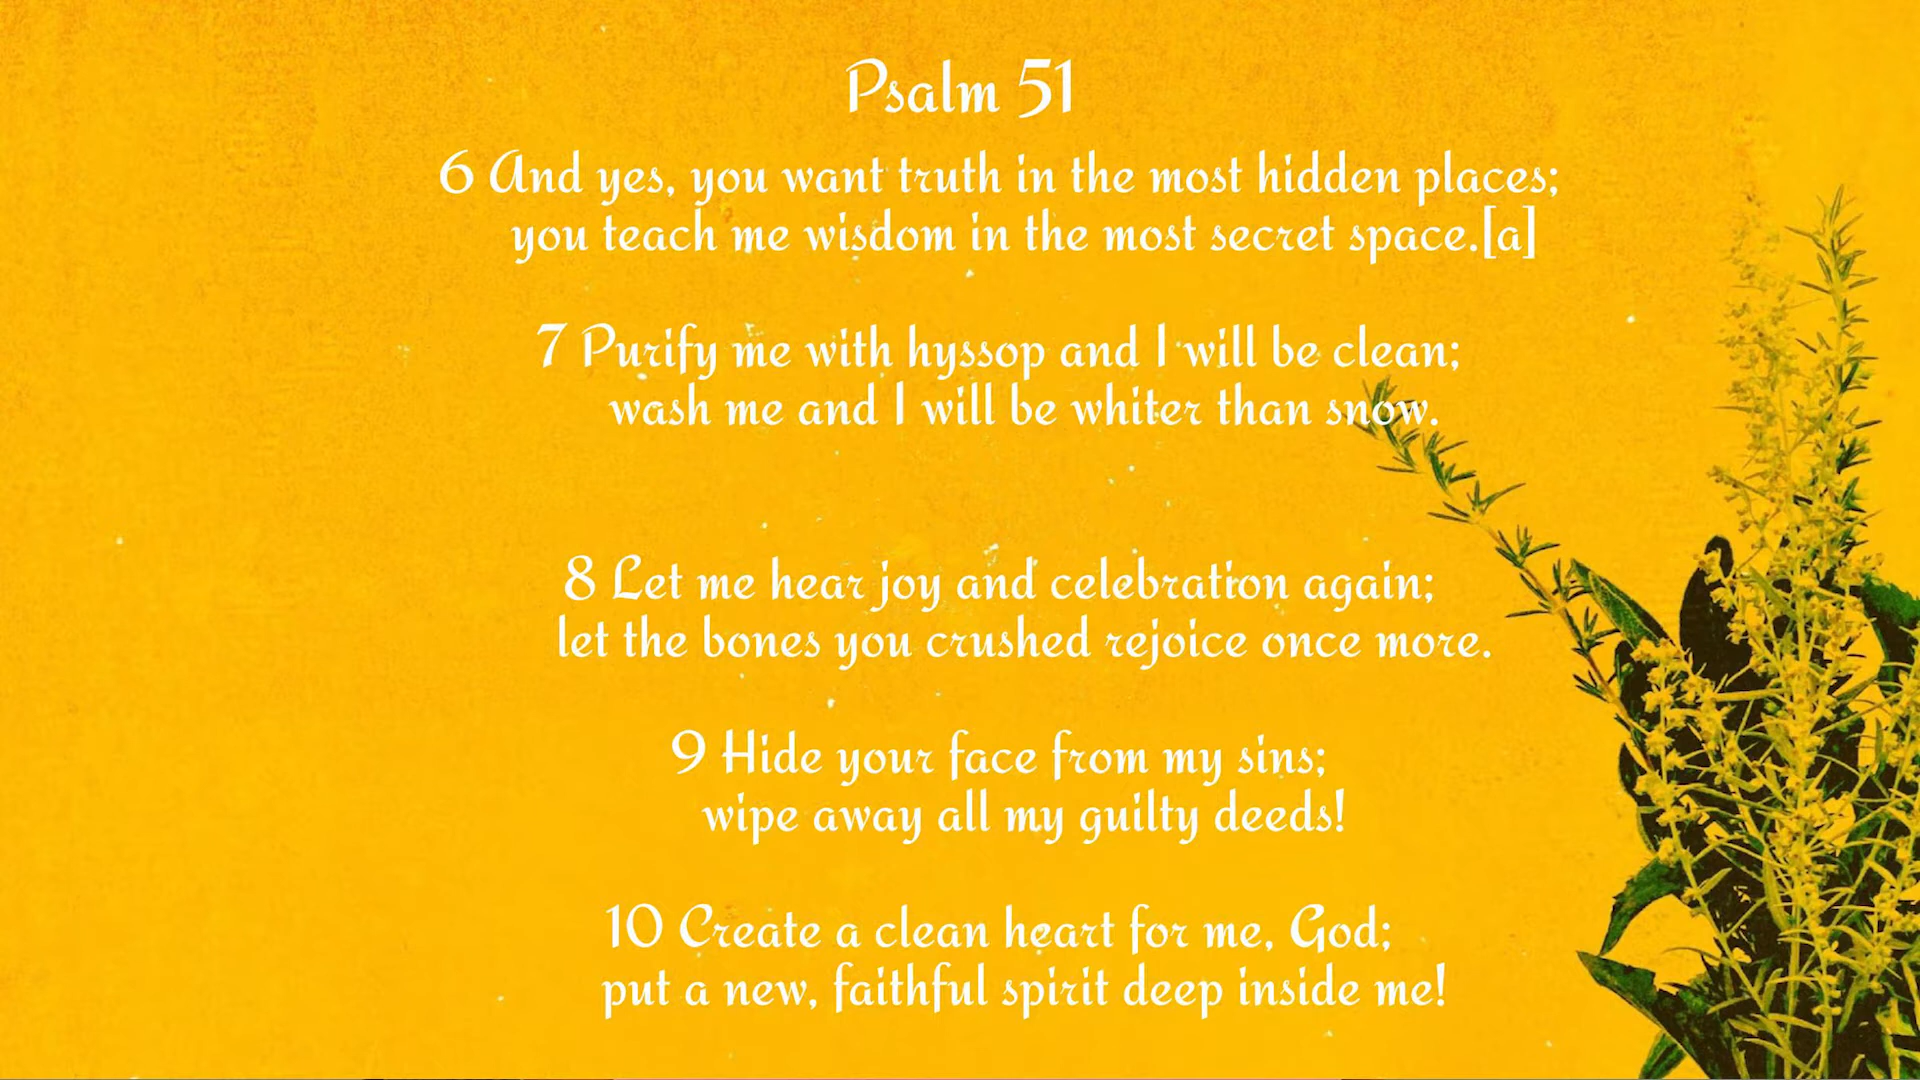 Psalm 51
6 And yes, you want truth in the most hidden places;
you teach me wisdom in the most secret space.[a]
7 Purify me with hyssop and I will be clean;
wash me and I will be whiter than snow.
8 Let me hear joy and celebration again;
let the bones you crushed rejoice once more.
9 Hide your face from my sins;
wipe away all my guilty deeds!
10 Create a clean heart for me, God;
put a new, faithful spirit deep inside me!